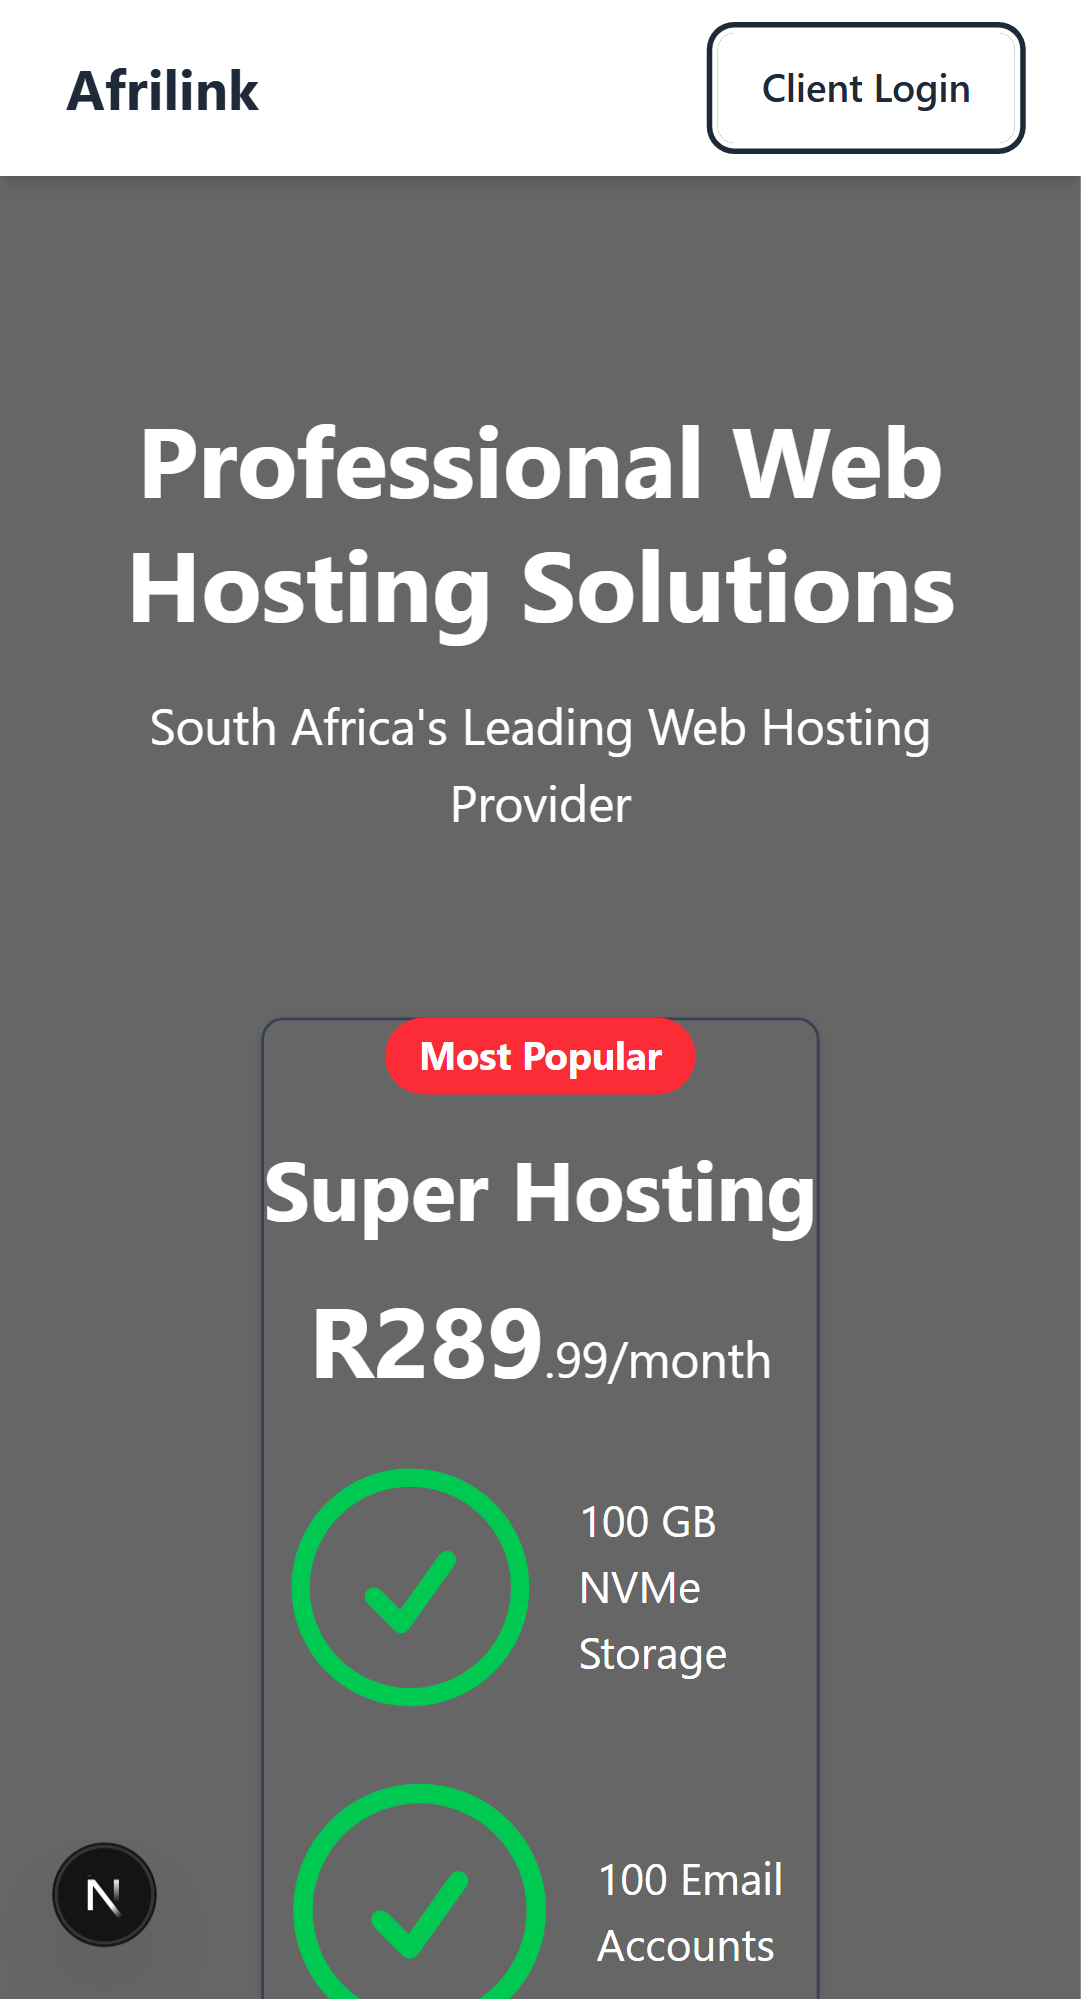 Afrilink
Client Login
Professional Web
Hosting Solutions
South Africa's Leading Web Hosting
Provider
Most Popular
Super Hosting
R289.99/month
100 GB
NVMe
Storage
100 Email
Accounts
N